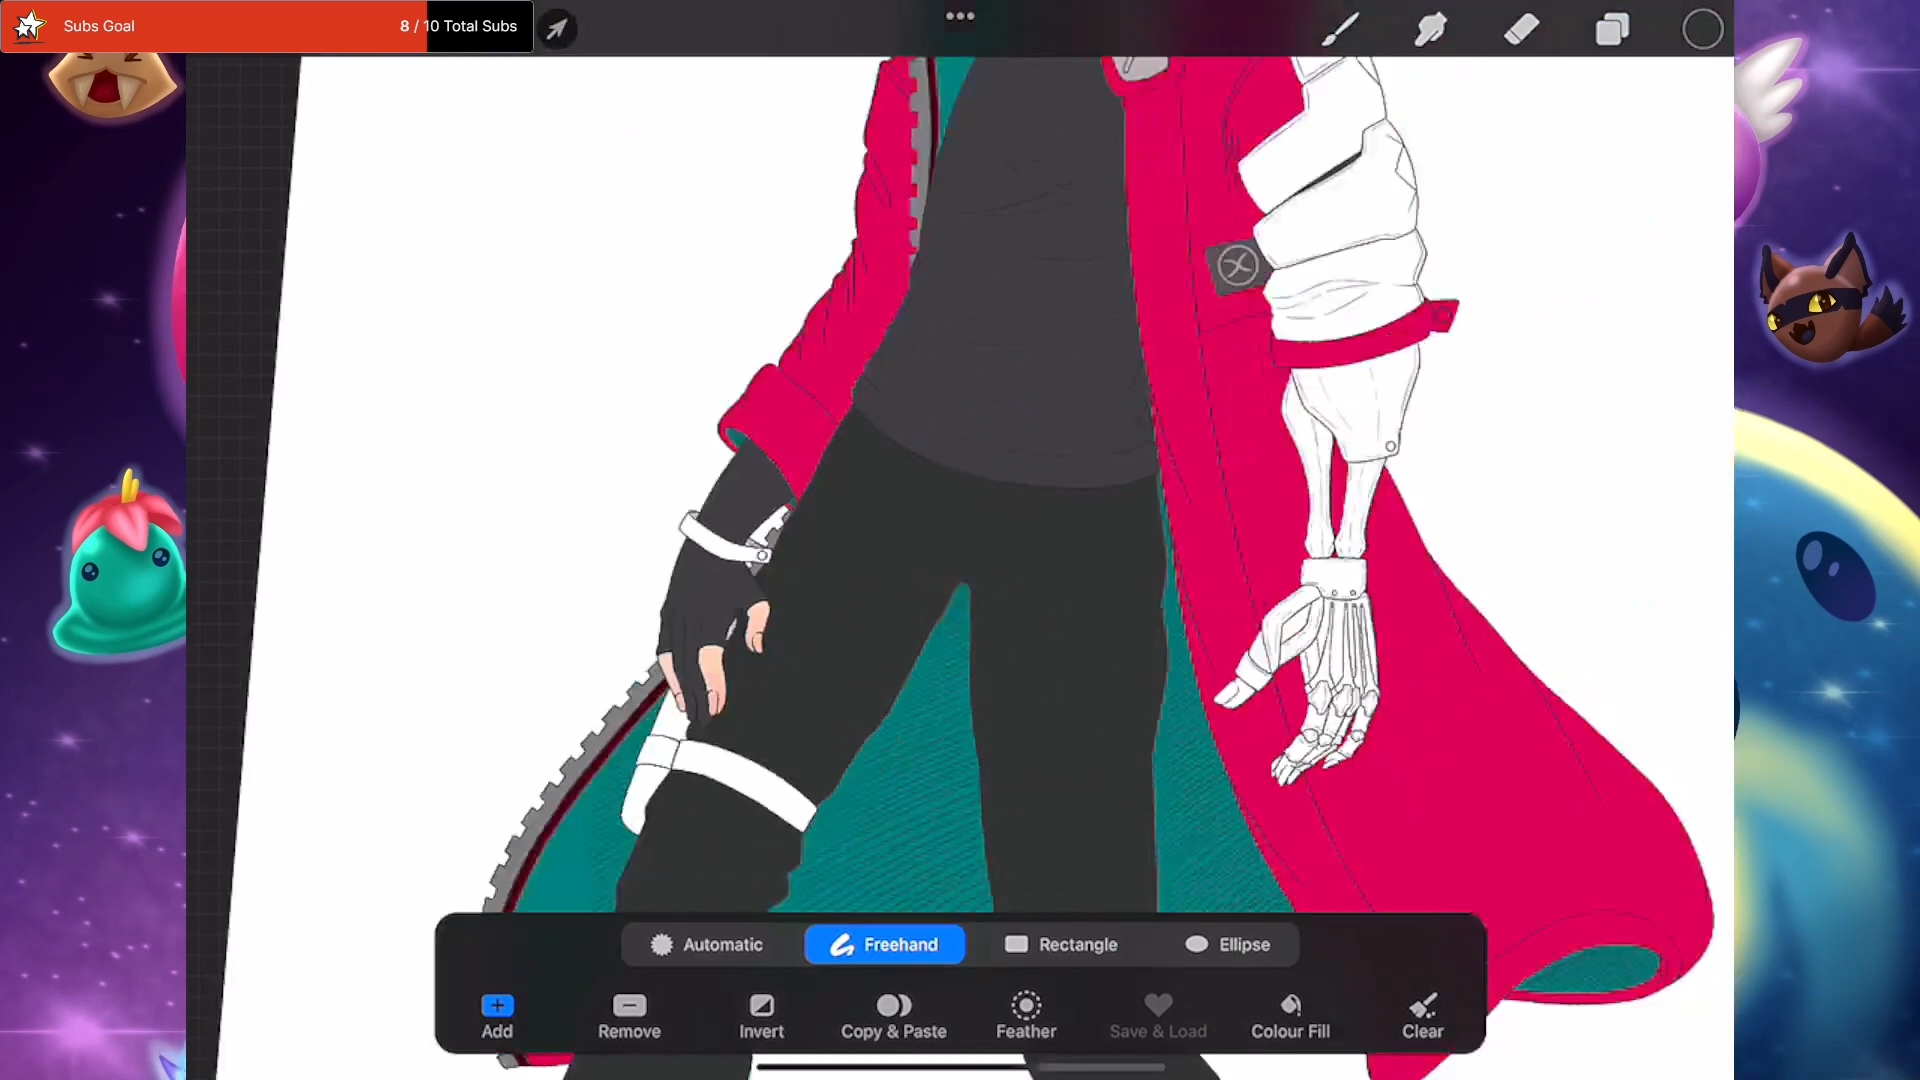 Subs Goal 8 / 10 Total Subs
Automatic Freehand Rectangle Ellipse
Add Remove Invert Copy & Paste Feather Save & Load Colour Fill Clear